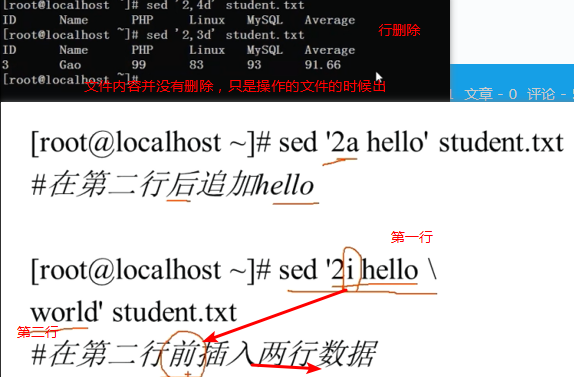 [root@localhost ~]# sed '2,4d' student.txt
ID Name PHP Linux MySQL Average
[root@localhost ~]# sed '2,3d' student.txt
行删除
ID Name PHP Linux MySQL Average
3 Gao 99 83 93 91.66
[root@localhost ~]#
文件内容并没有删除，只是操作的文件的时候出
文章 - 0 评论 -
[root@localhost ~]# sed '2a hello' student.txt
#在第二行后追加hello
第一行
[root@localhost ~]# sed '2i hello \
world' student.txt
第三行
#在第二行前插入两行数据